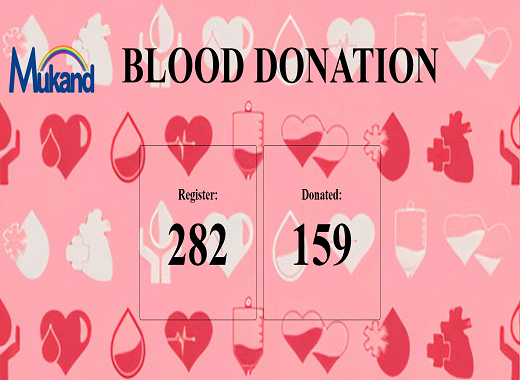 Mukand
BLOOD DONATION
Register:
282
Donated:
159